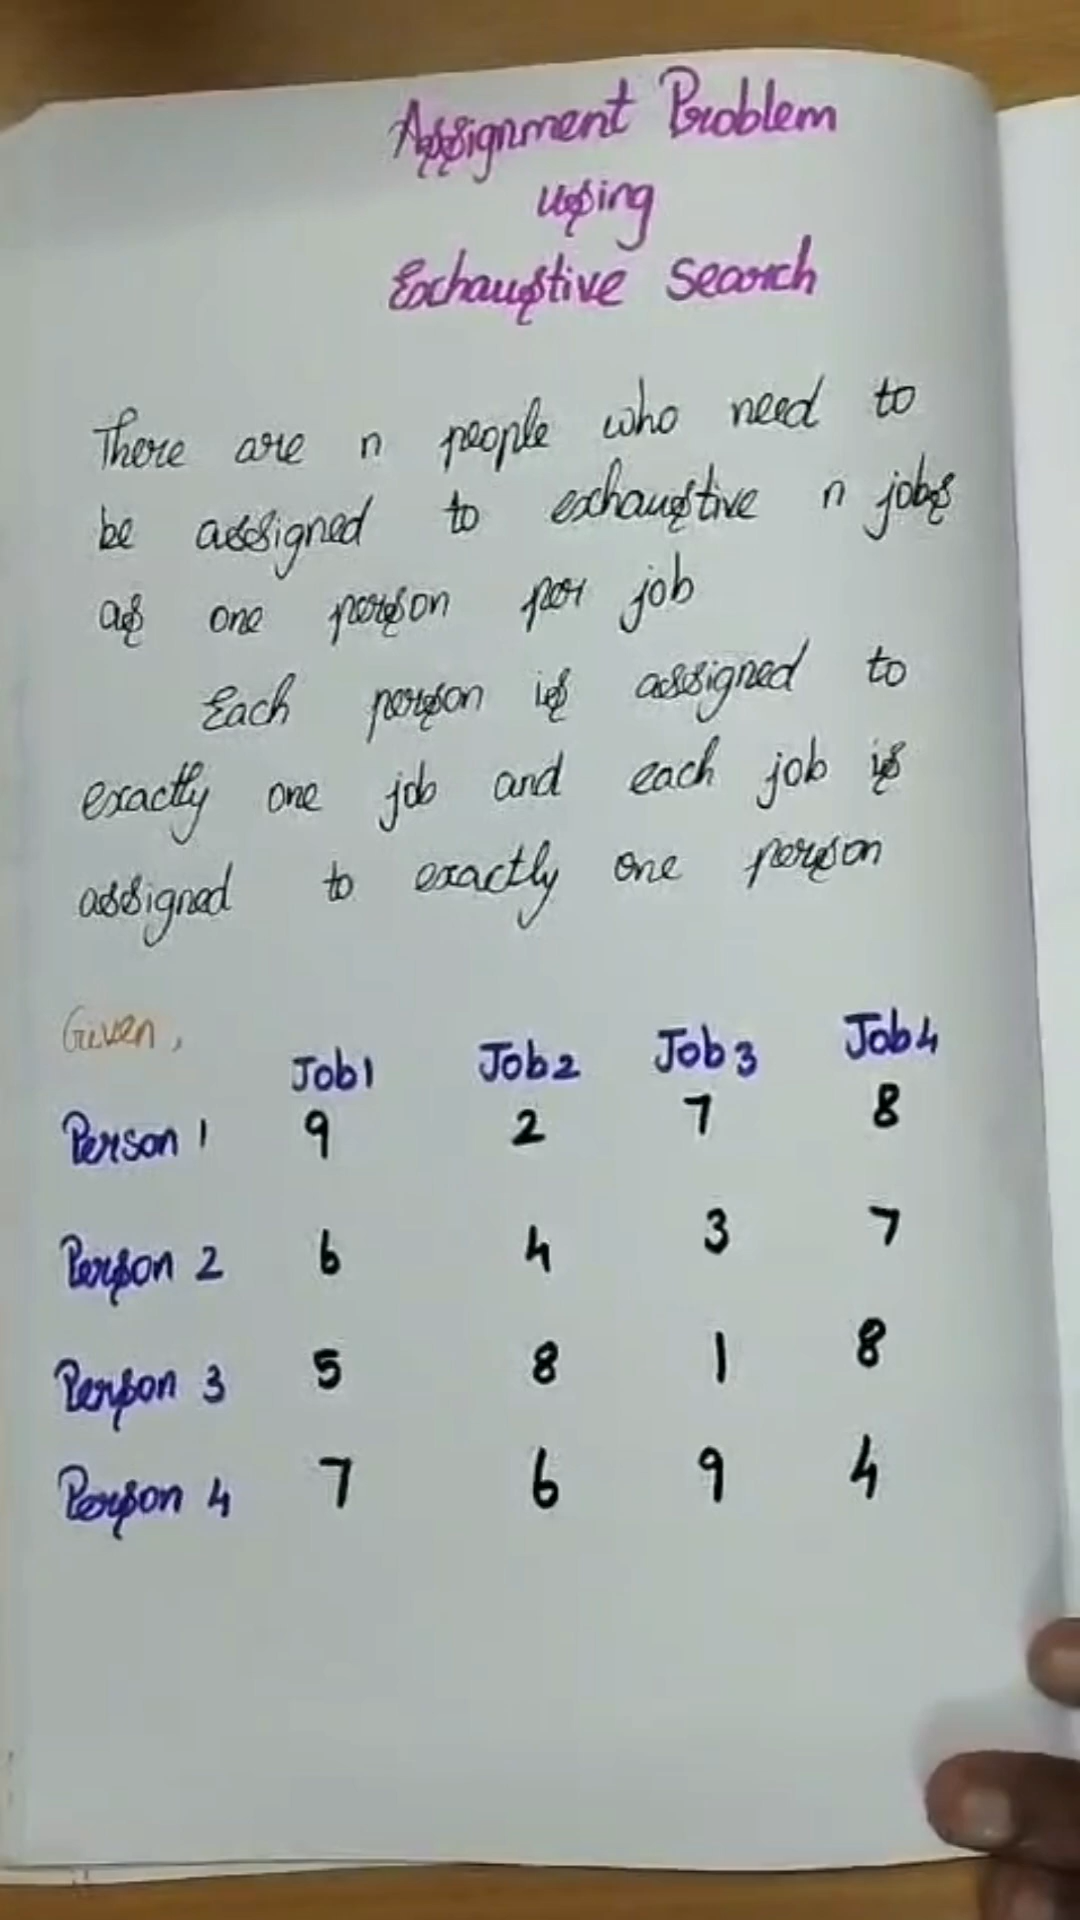 Assignment Problem
using
Exhaustive Search
There are n people who need to
be assigned to exhaustive n jobs
as one person per job
Each person is assigned to
exactly one job and each job is
assigned to exactly one person
Given,
Job1 Job2 Job3 Job4
Person 1 9 2 7 8
Person 2 6 4 3 7
Person 3 5 8 1 8
Person 4 7 6 9 4